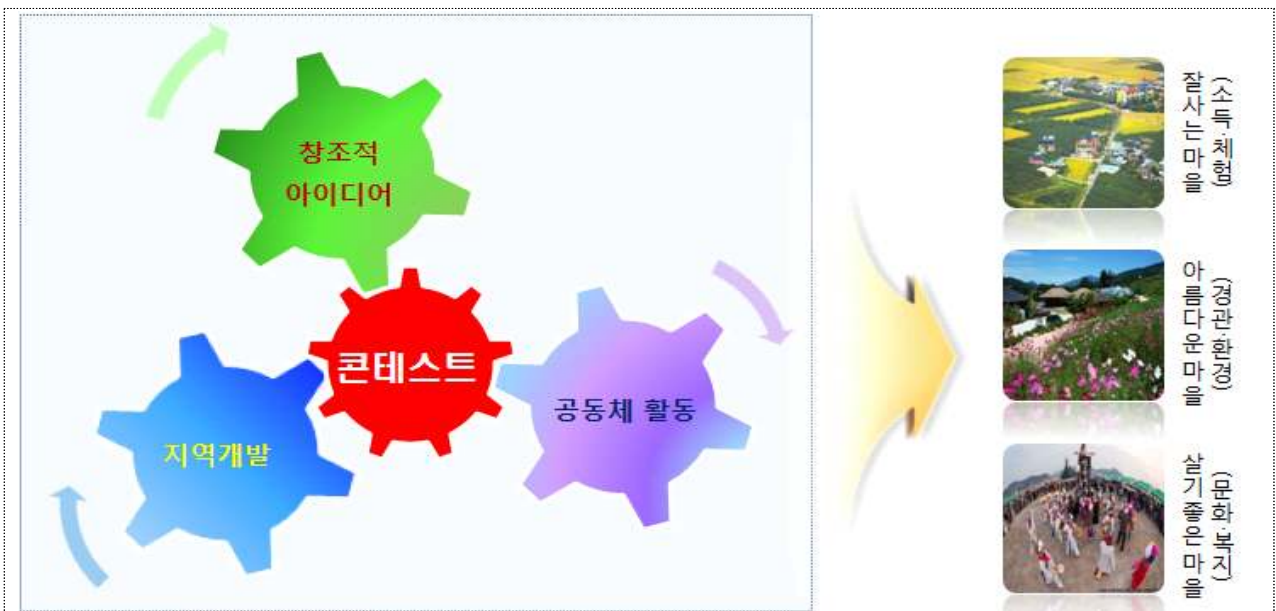 창조적
아이디어
콘테스트
지역개발
공동체 활동
잘사는마을
(소득·체험)
아름다운마을
(경관·환경)
살기좋은마을
(문화·복지)